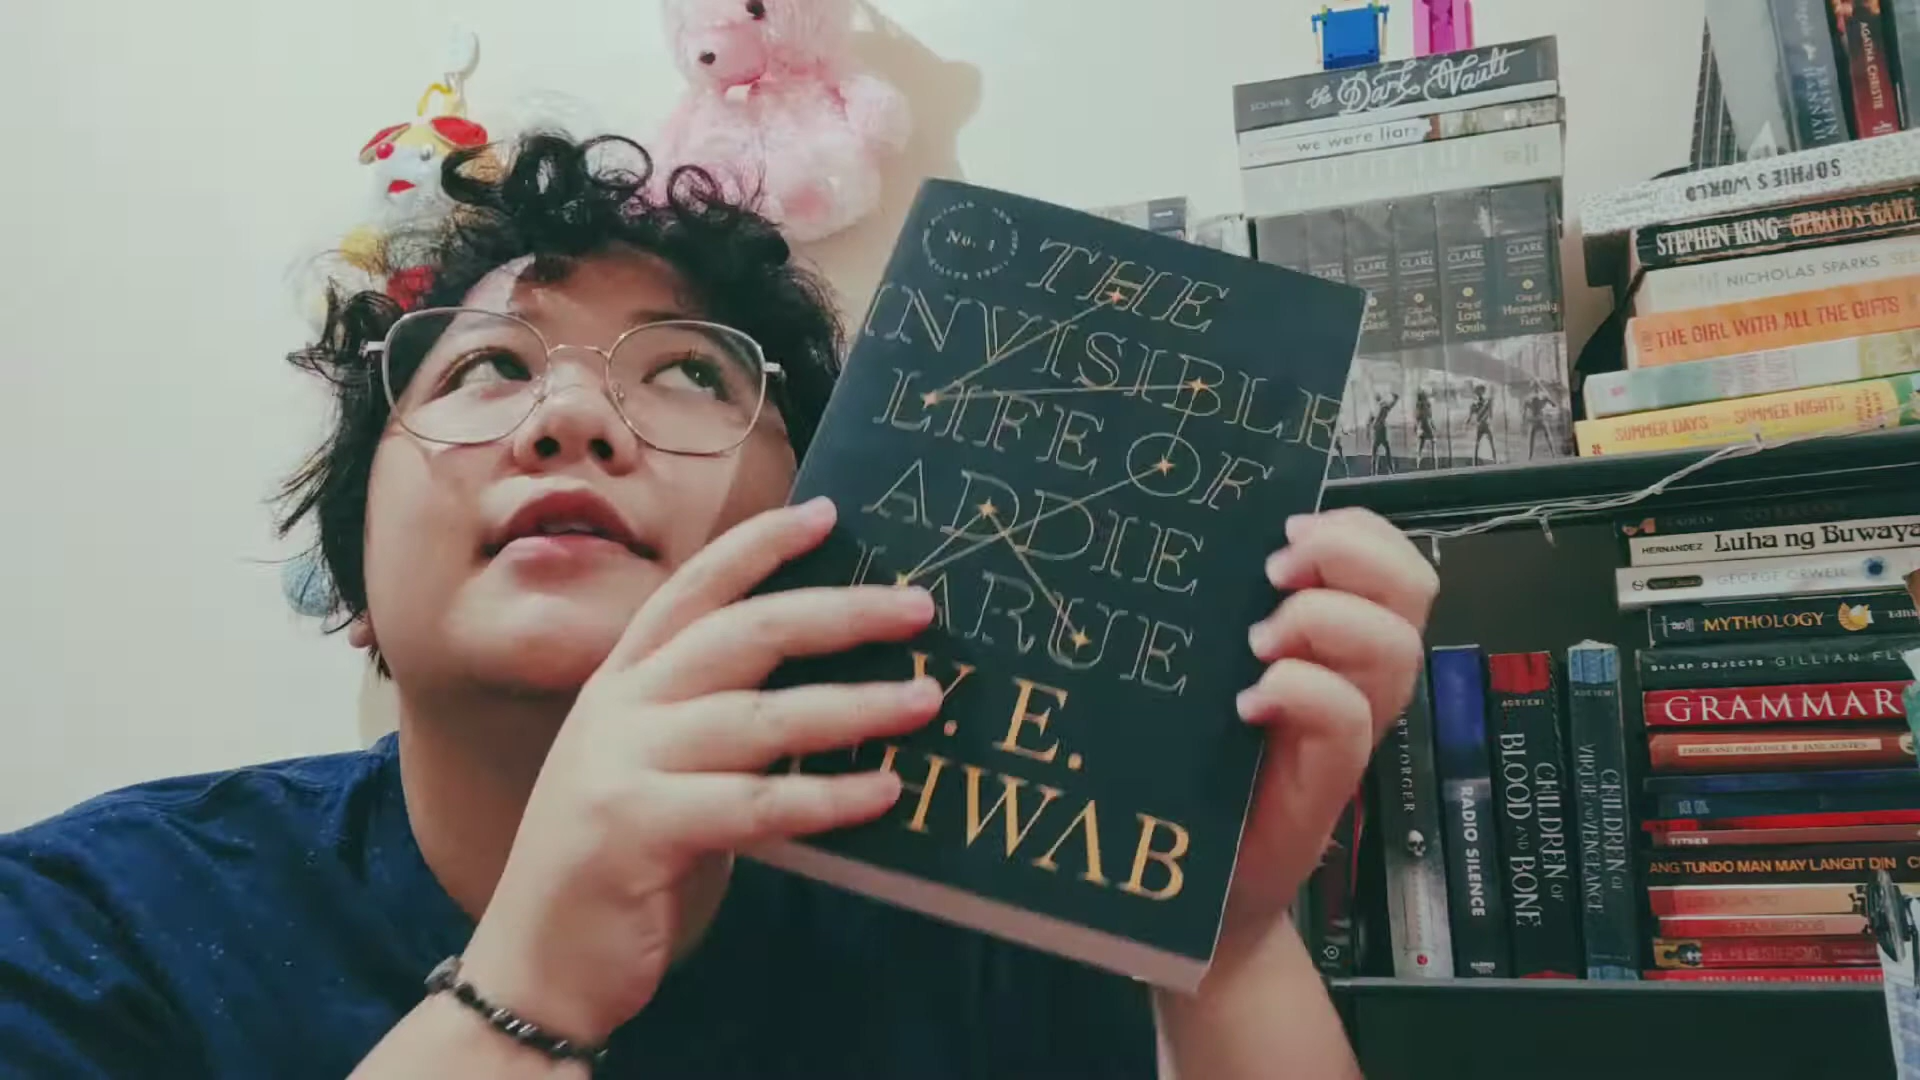 No. 1
THE
INVISIBLE
LIFE OF
ADDIE
LARUE
V. E.
HWAB
the Dark Vault
we were liars
CLARE CLARE CLARE CLARE CLARE
City of Lost Souls
City of Heavenly Fire
AGATHA CHRISTIE
SOPHIE'S WORLD
STEPHEN KING GERALD'S GAME
NICHOLAS SPARKS
THE GIRL WITH ALL THE GIFTS
SUMMER DAYS AND SUMMER NIGHTS
HERNANDEZ Luha ng Buwaya
GEORGE ORWELL
MYTHOLOGY
SHARP OBJECTS GILLIAN FL
GRAMMAR
PRIDE AND PREJUDICE JANE AUSTEN
ANG TUNDO MAN MAY LANGIT DIN
RADIO SILENCE
ADEYEMI
CHILDREN OF
BLOOD AND BONE
ADEYEMI
CHILDREN OF
VIRTUE AND VENGEANCE